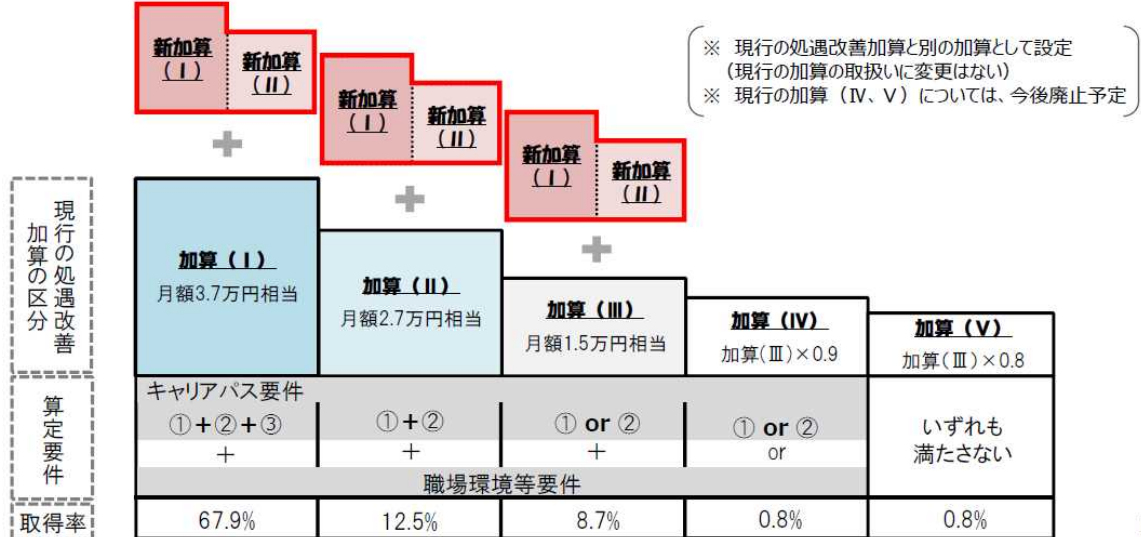 新加算
(Ⅰ)
新加算
(Ⅱ)
新加算
(Ⅰ)
新加算
(Ⅱ)
新加算
(Ⅰ)
新加算
(Ⅱ)
※ 現行の処遇改善加算と別の加算として設定
(現行の加算の取扱いに変更はない)
※ 現行の加算(Ⅳ、Ⅴ)については、今後廃止予定
現行の処遇改善
加算の区分
加算(Ⅰ)
月額3.7万円相当
加算(Ⅱ)
月額2.7万円相当
加算(Ⅲ)
月額1.5万円相当
加算(Ⅳ)
加算(Ⅲ)×0.9
加算(Ⅴ)
加算(Ⅲ)×0.8
算定要件
キャリアパス要件
①+②+③
+
①+②
+
① or ②
+
① or ②
or
職場環境等要件
いずれも
満たさない
取得率
67.9%
12.5%
8.7%
0.8%
0.8%